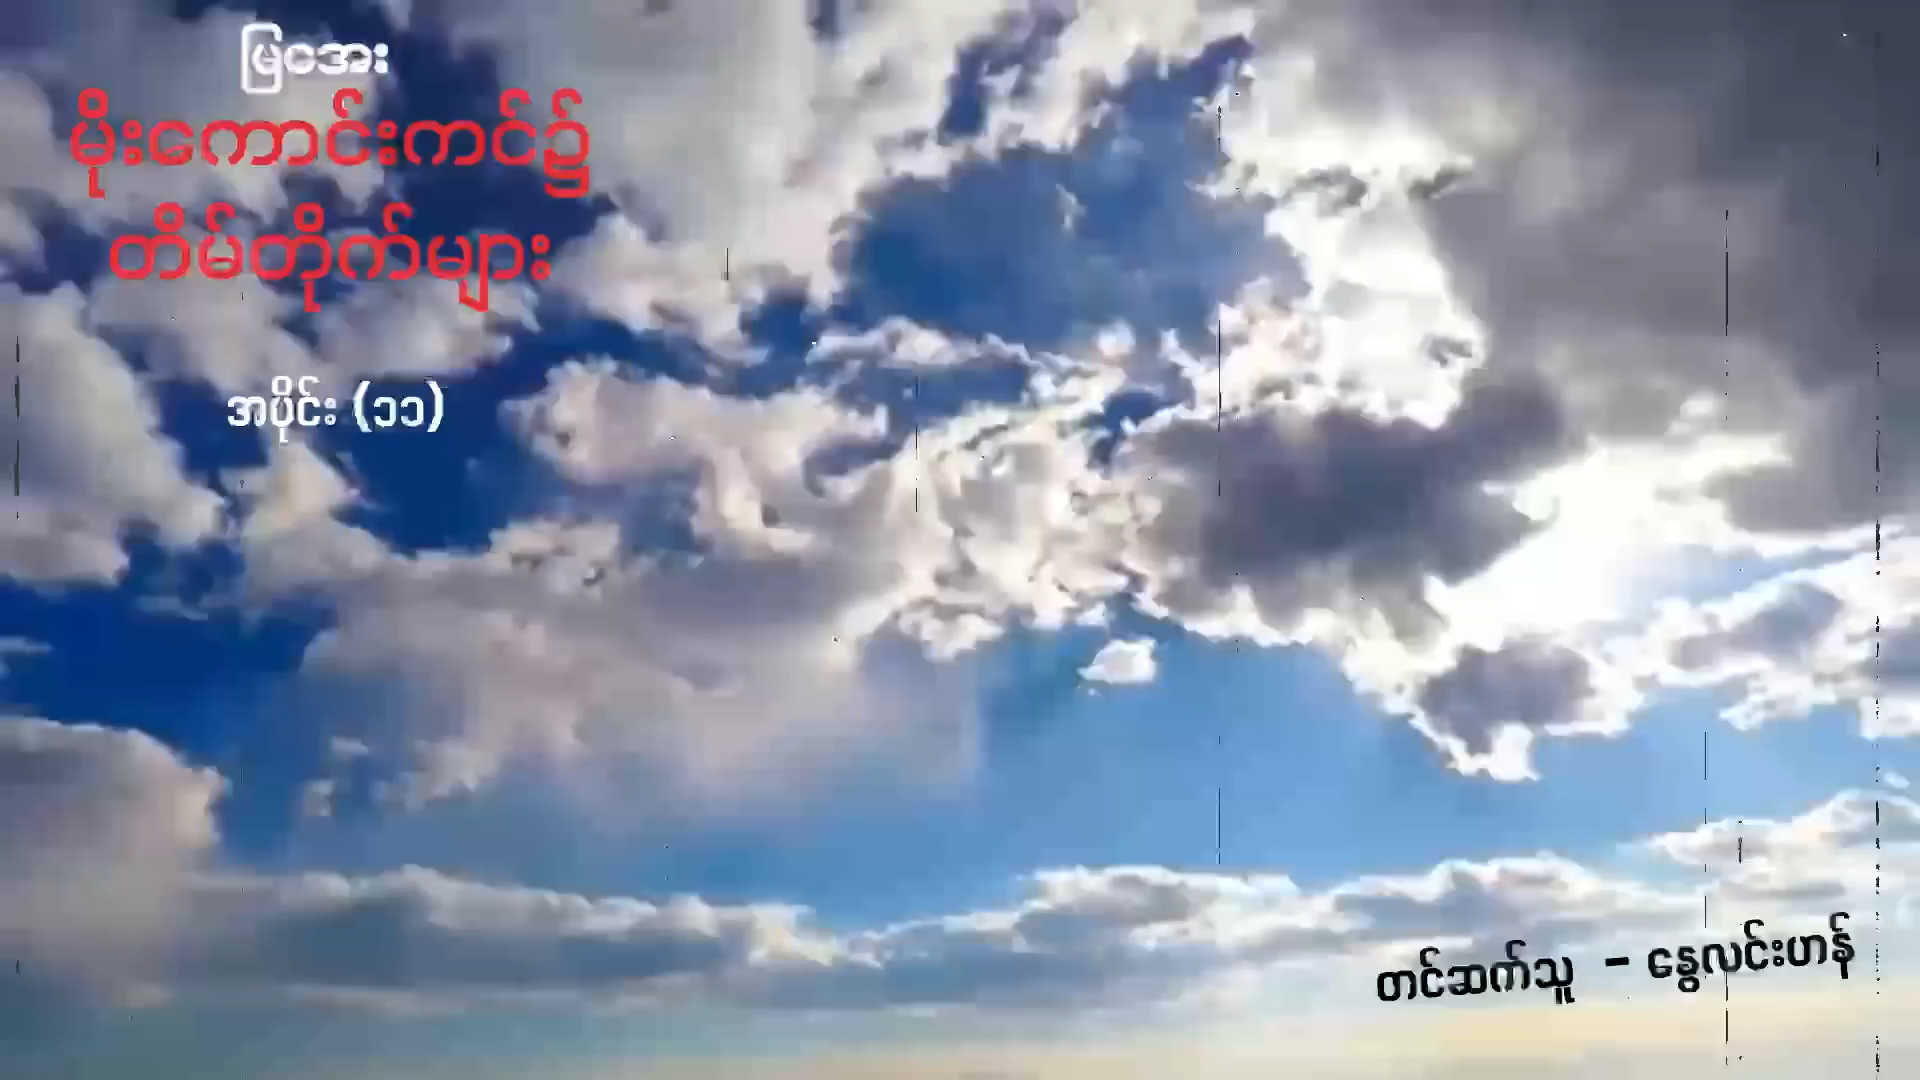 မြအေး
မိုးကောင်းကင်၌
တိမ်တိုက်များ
အပိုင်း (၁၁)
တင်ဆက်သူ - နွေလင်းဟန်